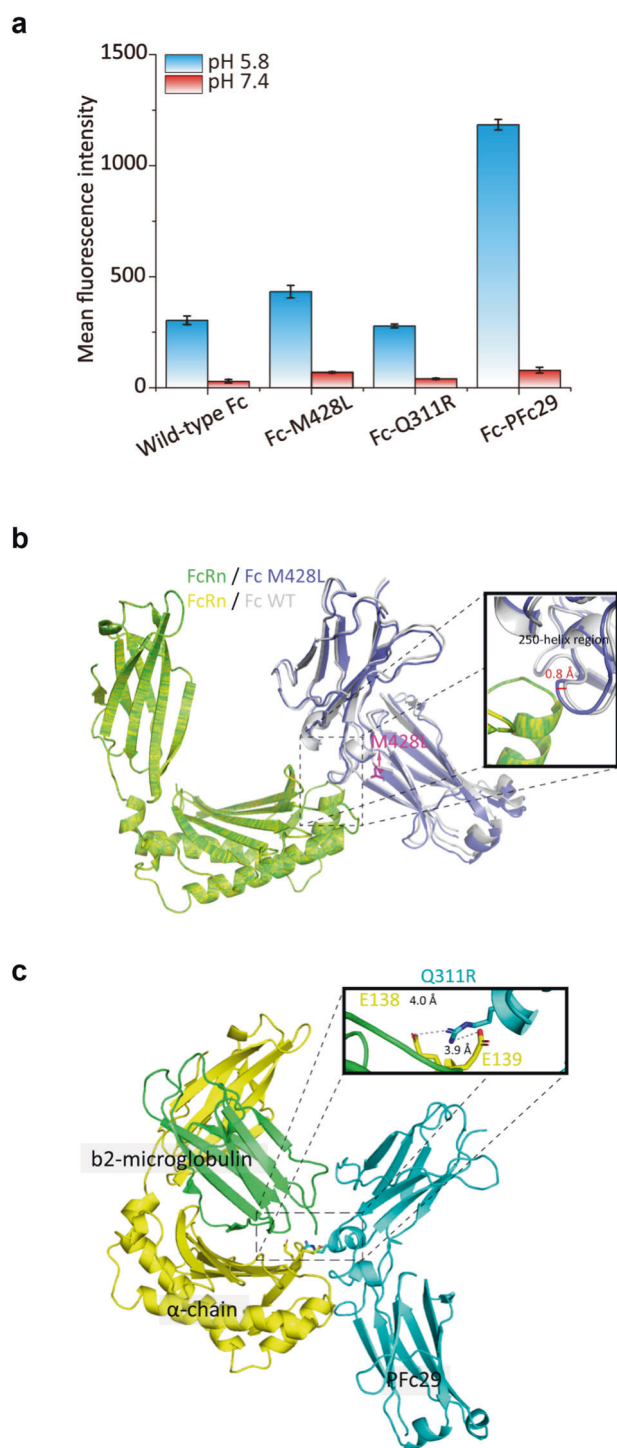 a
1500
pH 5.8
pH 7.4
1000
500
0
Mean fluorescence intensity
Wild-type Fc
Fc-M428L
Fc-Q311R
Fc-PFc29
b
FcRn / Fc M428L
FcRn / Fc WT
250-helix region
0.8 Å
M428L
c
Q311R
E138
4.0 Å
3.9 Å
E139
b2-microglobulin
α-chain
PFc29